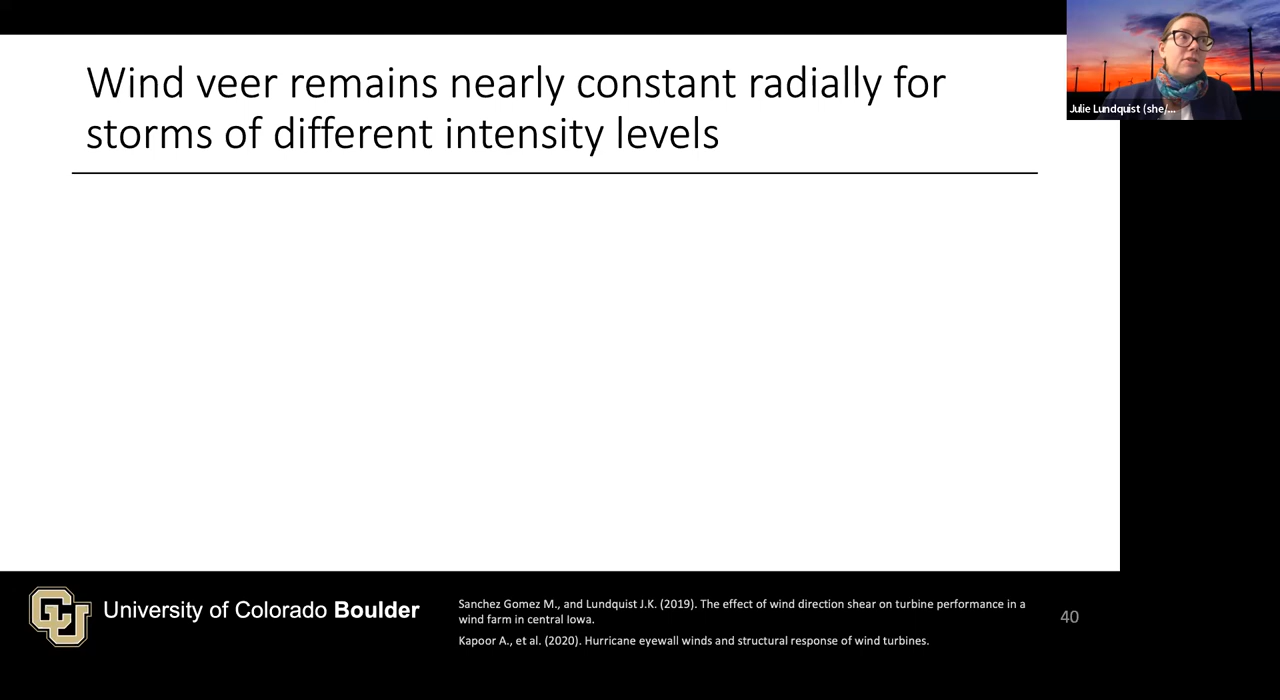 Wind veer remains nearly constant radially for
storms of different intensity levels
Julie Lundquist (she/...
CU
University of Colorado Boulder
Sanchez Gomez M., and Lundquist J.K. (2019). The effect of wind direction shear on turbine performance in a
wind farm in central Iowa.
Kapoor A., et al. (2020). Hurricane eyewall winds and structural response of wind turbines.
40